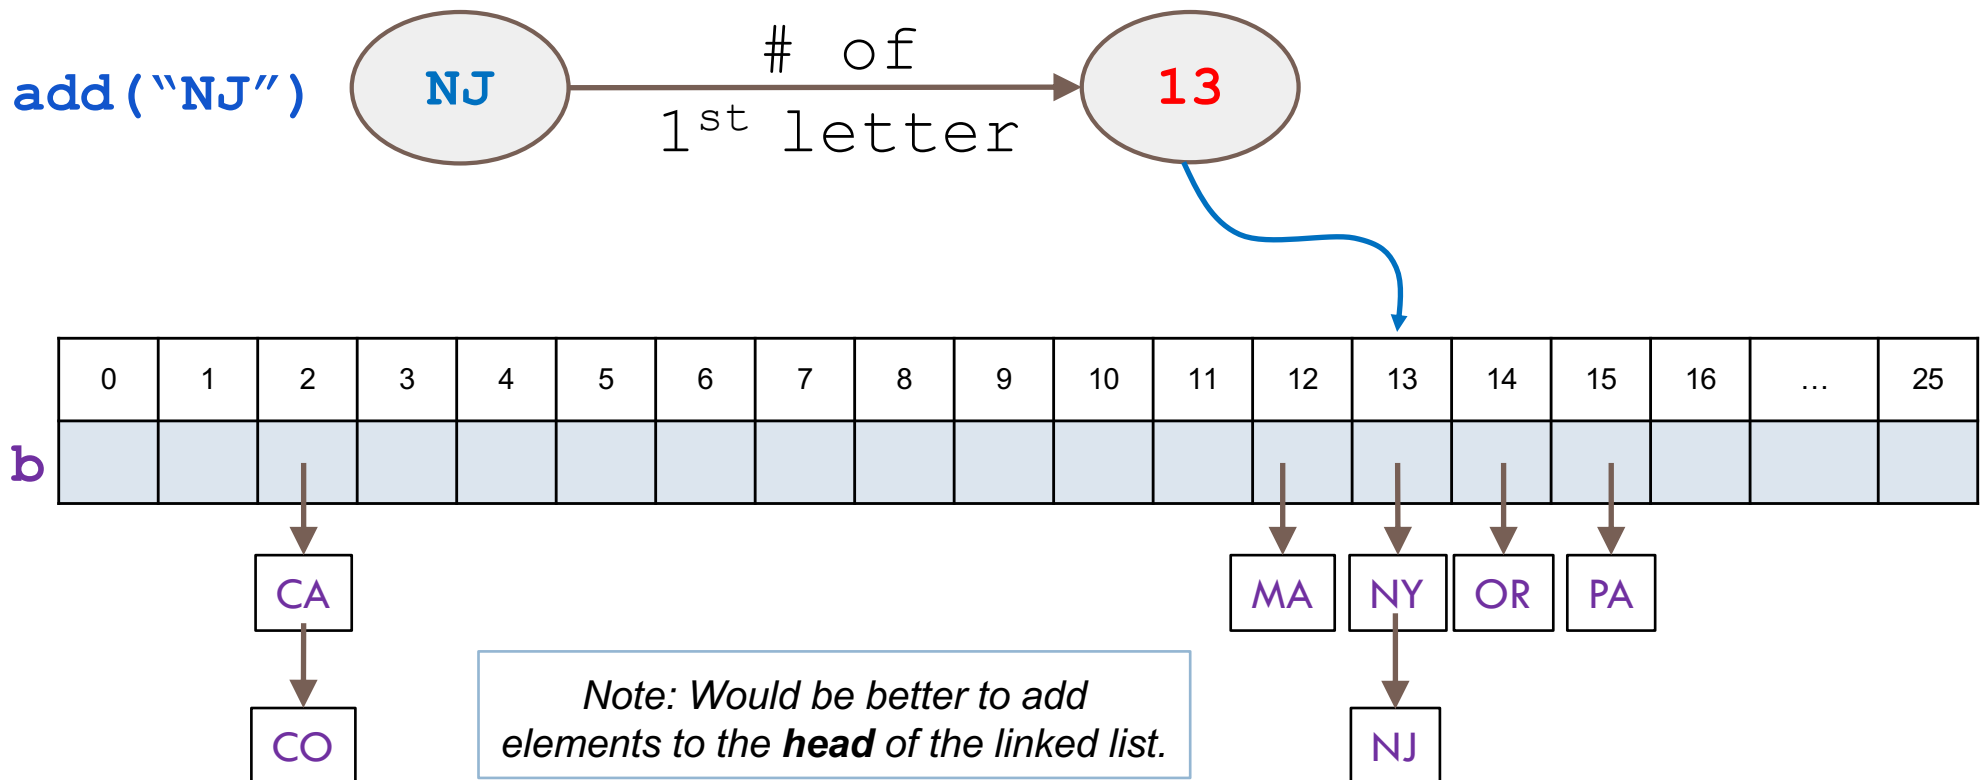 # of
add(“NJ”) NJ 13
1st letter
0 1 2 3 4 5 6 7 8 9 10 11 12 13 14 15 16 ... 25
b
CA MA NY OR PA
Note: Would be better to add
elements to the head of the linked list.
CO NJ